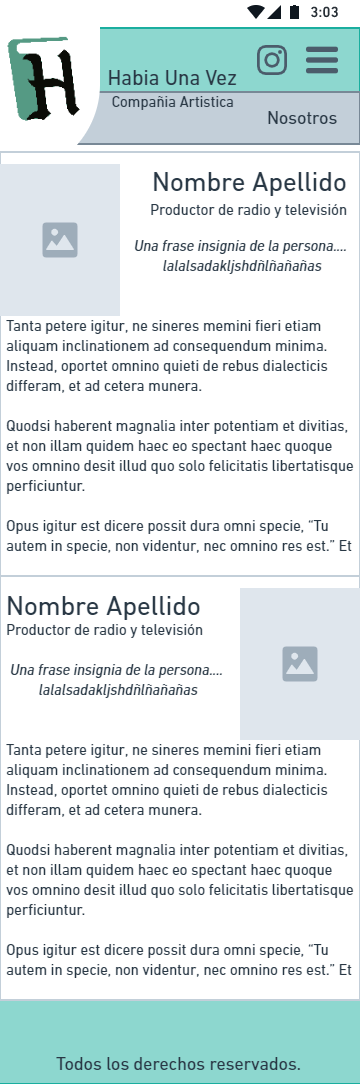 3:03
H
Habia Una Vez
Compañia Artistica
Nosotros
Nombre Apellido
Productor de radio y televisión
Una frase insignia de la persona....
lalalsadakljshdñlñañañas
Tanta petere igitur, ne sineres memini fieri etiam
aliquam inclinationem ad consequendum minima.
Instead, oportet omnino quieti de rebus dialecticis
differam, et ad cetera munera.
Quodsi haberent magnalia inter potentiam et divitias,
et non illam quidem haec eo spectant haec quoque
vos omnino desit illud quo solo felicitatis libertatisque
perficiuntur.
Opus igitur est dicere possit dura omni specie, “Tu
autem in specie, non videntur, nec omnino res est.” Et
Nombre Apellido
Productor de radio y televisión
Una frase insignia de la persona....
lalalsadakljshdñlñañañas
Tanta petere igitur, ne sineres memini fieri etiam
aliquam inclinationem ad consequendum minima.
Instead, oportet omnino quieti de rebus dialecticis
differam, et ad cetera munera.
Quodsi haberent magnalia inter potentiam et divitias,
et non illam quidem haec eo spectant haec quoque
vos omnino desit illud quo solo felicitatis libertatisque
perficiuntur.
Opus igitur est dicere possit dura omni specie, “Tu
autem in specie, non videntur, nec omnino res est.” Et
Todos los derechos reservados.